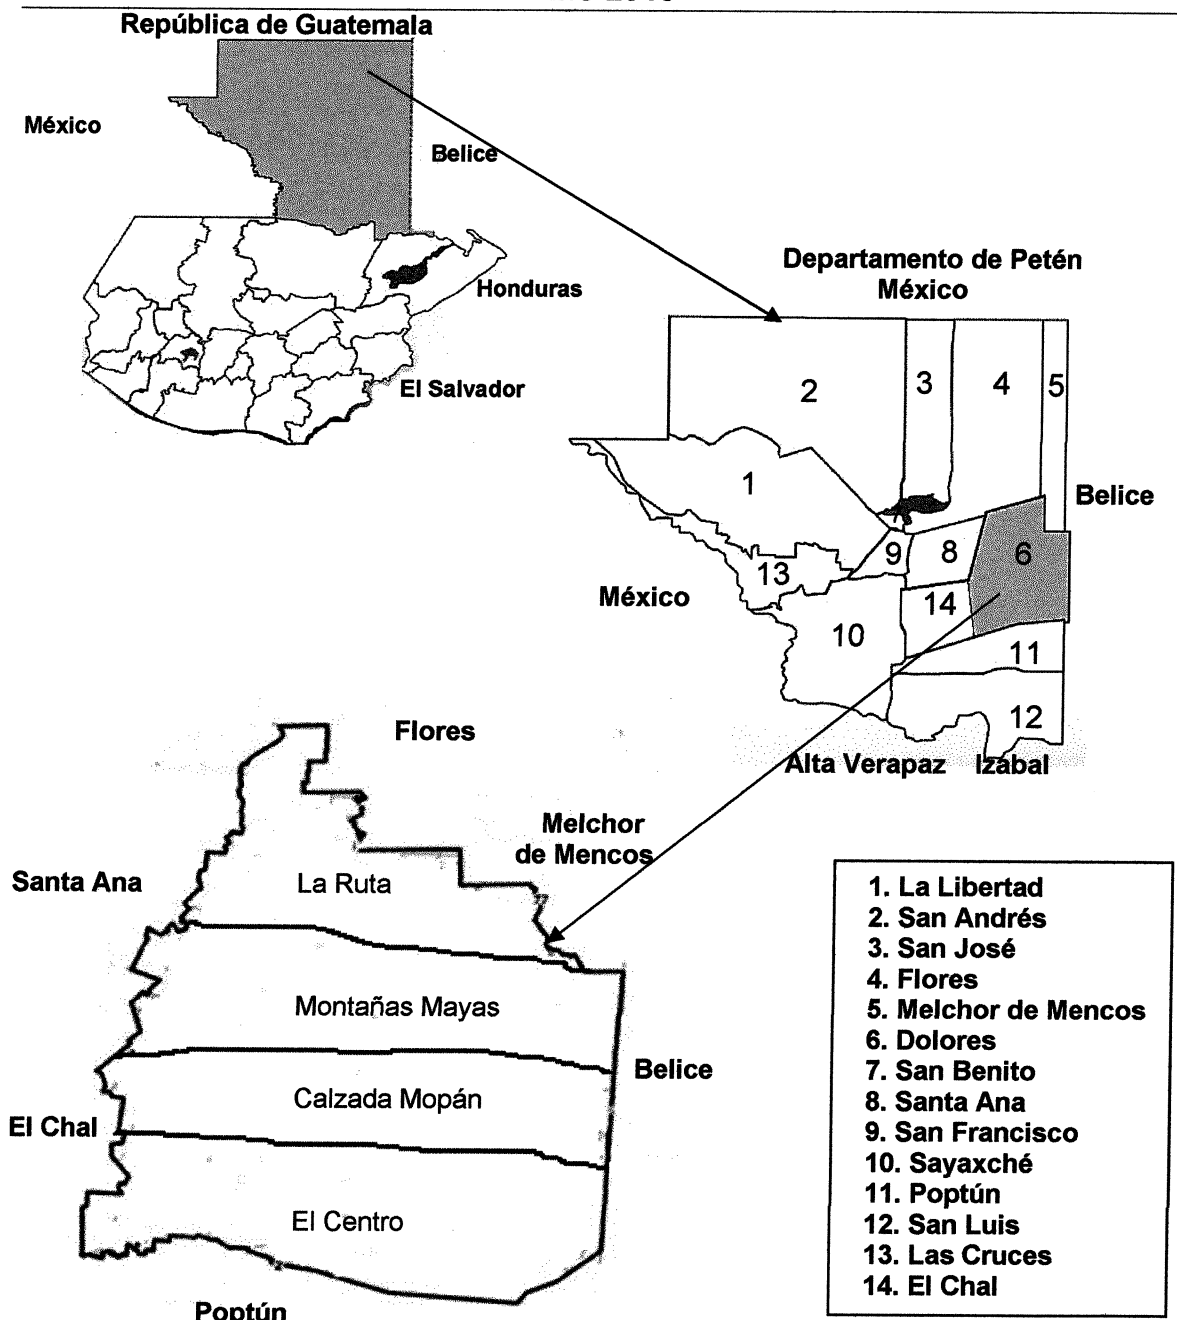 República de Guatemala
México
Belice
Honduras
El Salvador
Departamento de Petén
México
2
3
4
5
1
Belice
9
8
6
13
México
14
10
11
12
Alta Verapaz Izabal
Flores
Melchor
de Mencos
Santa Ana
La Ruta
Montañas Mayas
Belice
Calzada Mopán
El Chal
El Centro
Poptún
1. La Libertad
2. San Andrés
3. San José
4. Flores
5. Melchor de Mencos
6. Dolores
7. San Benito
8. Santa Ana
9. San Francisco
10. Sayaxché
11. Poptún
12. San Luis
13. Las Cruces
14. El Chal